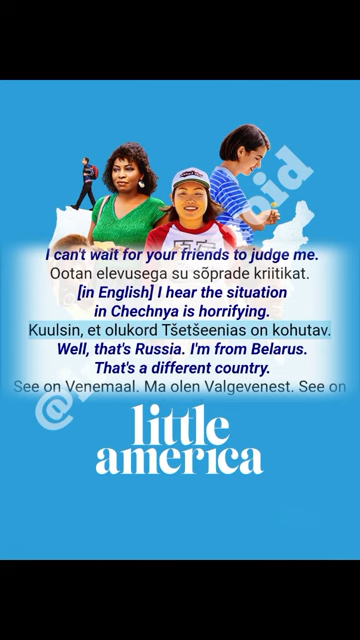 I can't wait for your friends to judge me.
Ootan elevusega su sõprade kriitikat.
[in English] I hear the situation
in Chechnya is horrifying.
Kuulsin, et olukord Tšetšeenias on kohutav.
Well, that's Russia. I'm from Belarus.
That's a different country.
See on Venemaal. Ma olen Valgevenest. See on
little
america